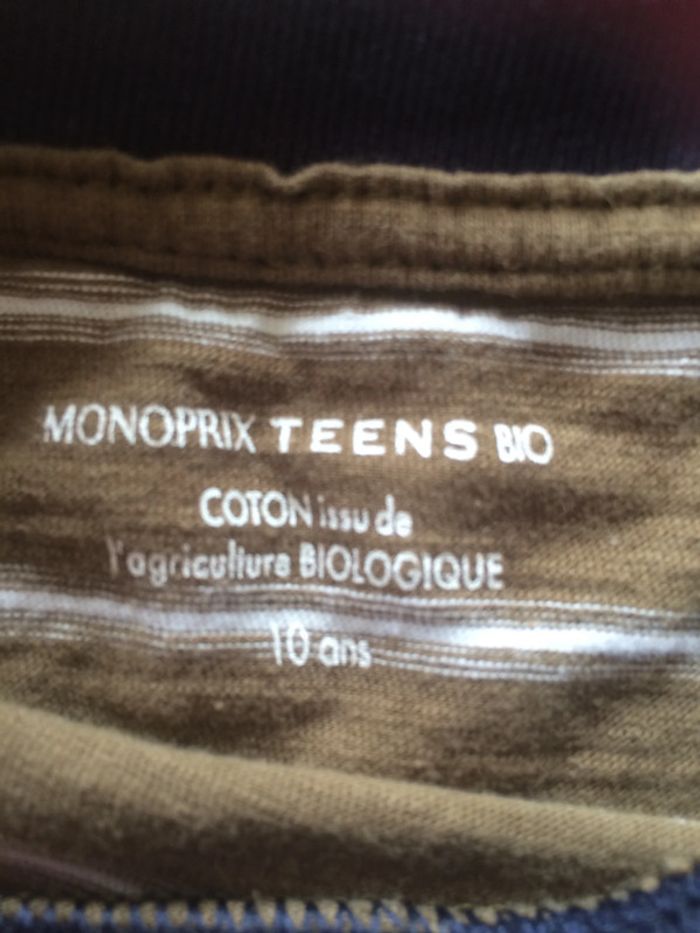 MONOPRIX TEENS BIO
COTON issu de
l'agriculture BIOLOGIQUE
10 ans